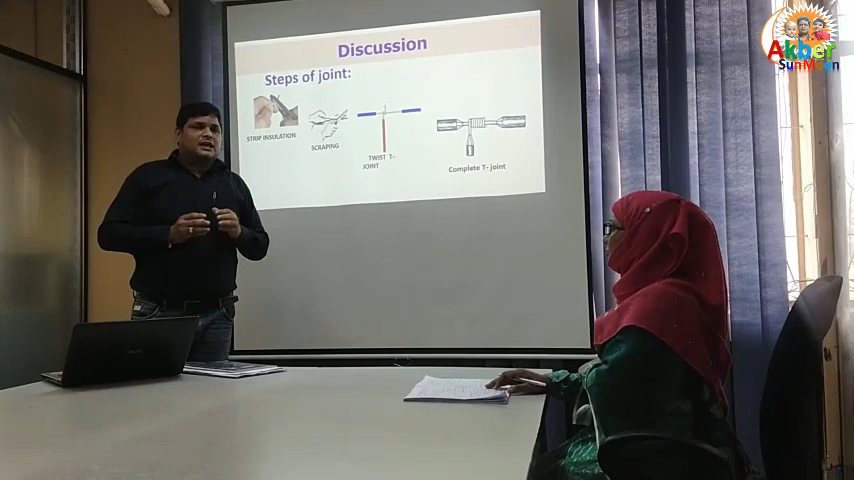 Discussion
Steps of joint:
STRIP INSULATION
SCRAPING
TWIST T-
JOINT
Complete T- joint
Akber
SunMoon